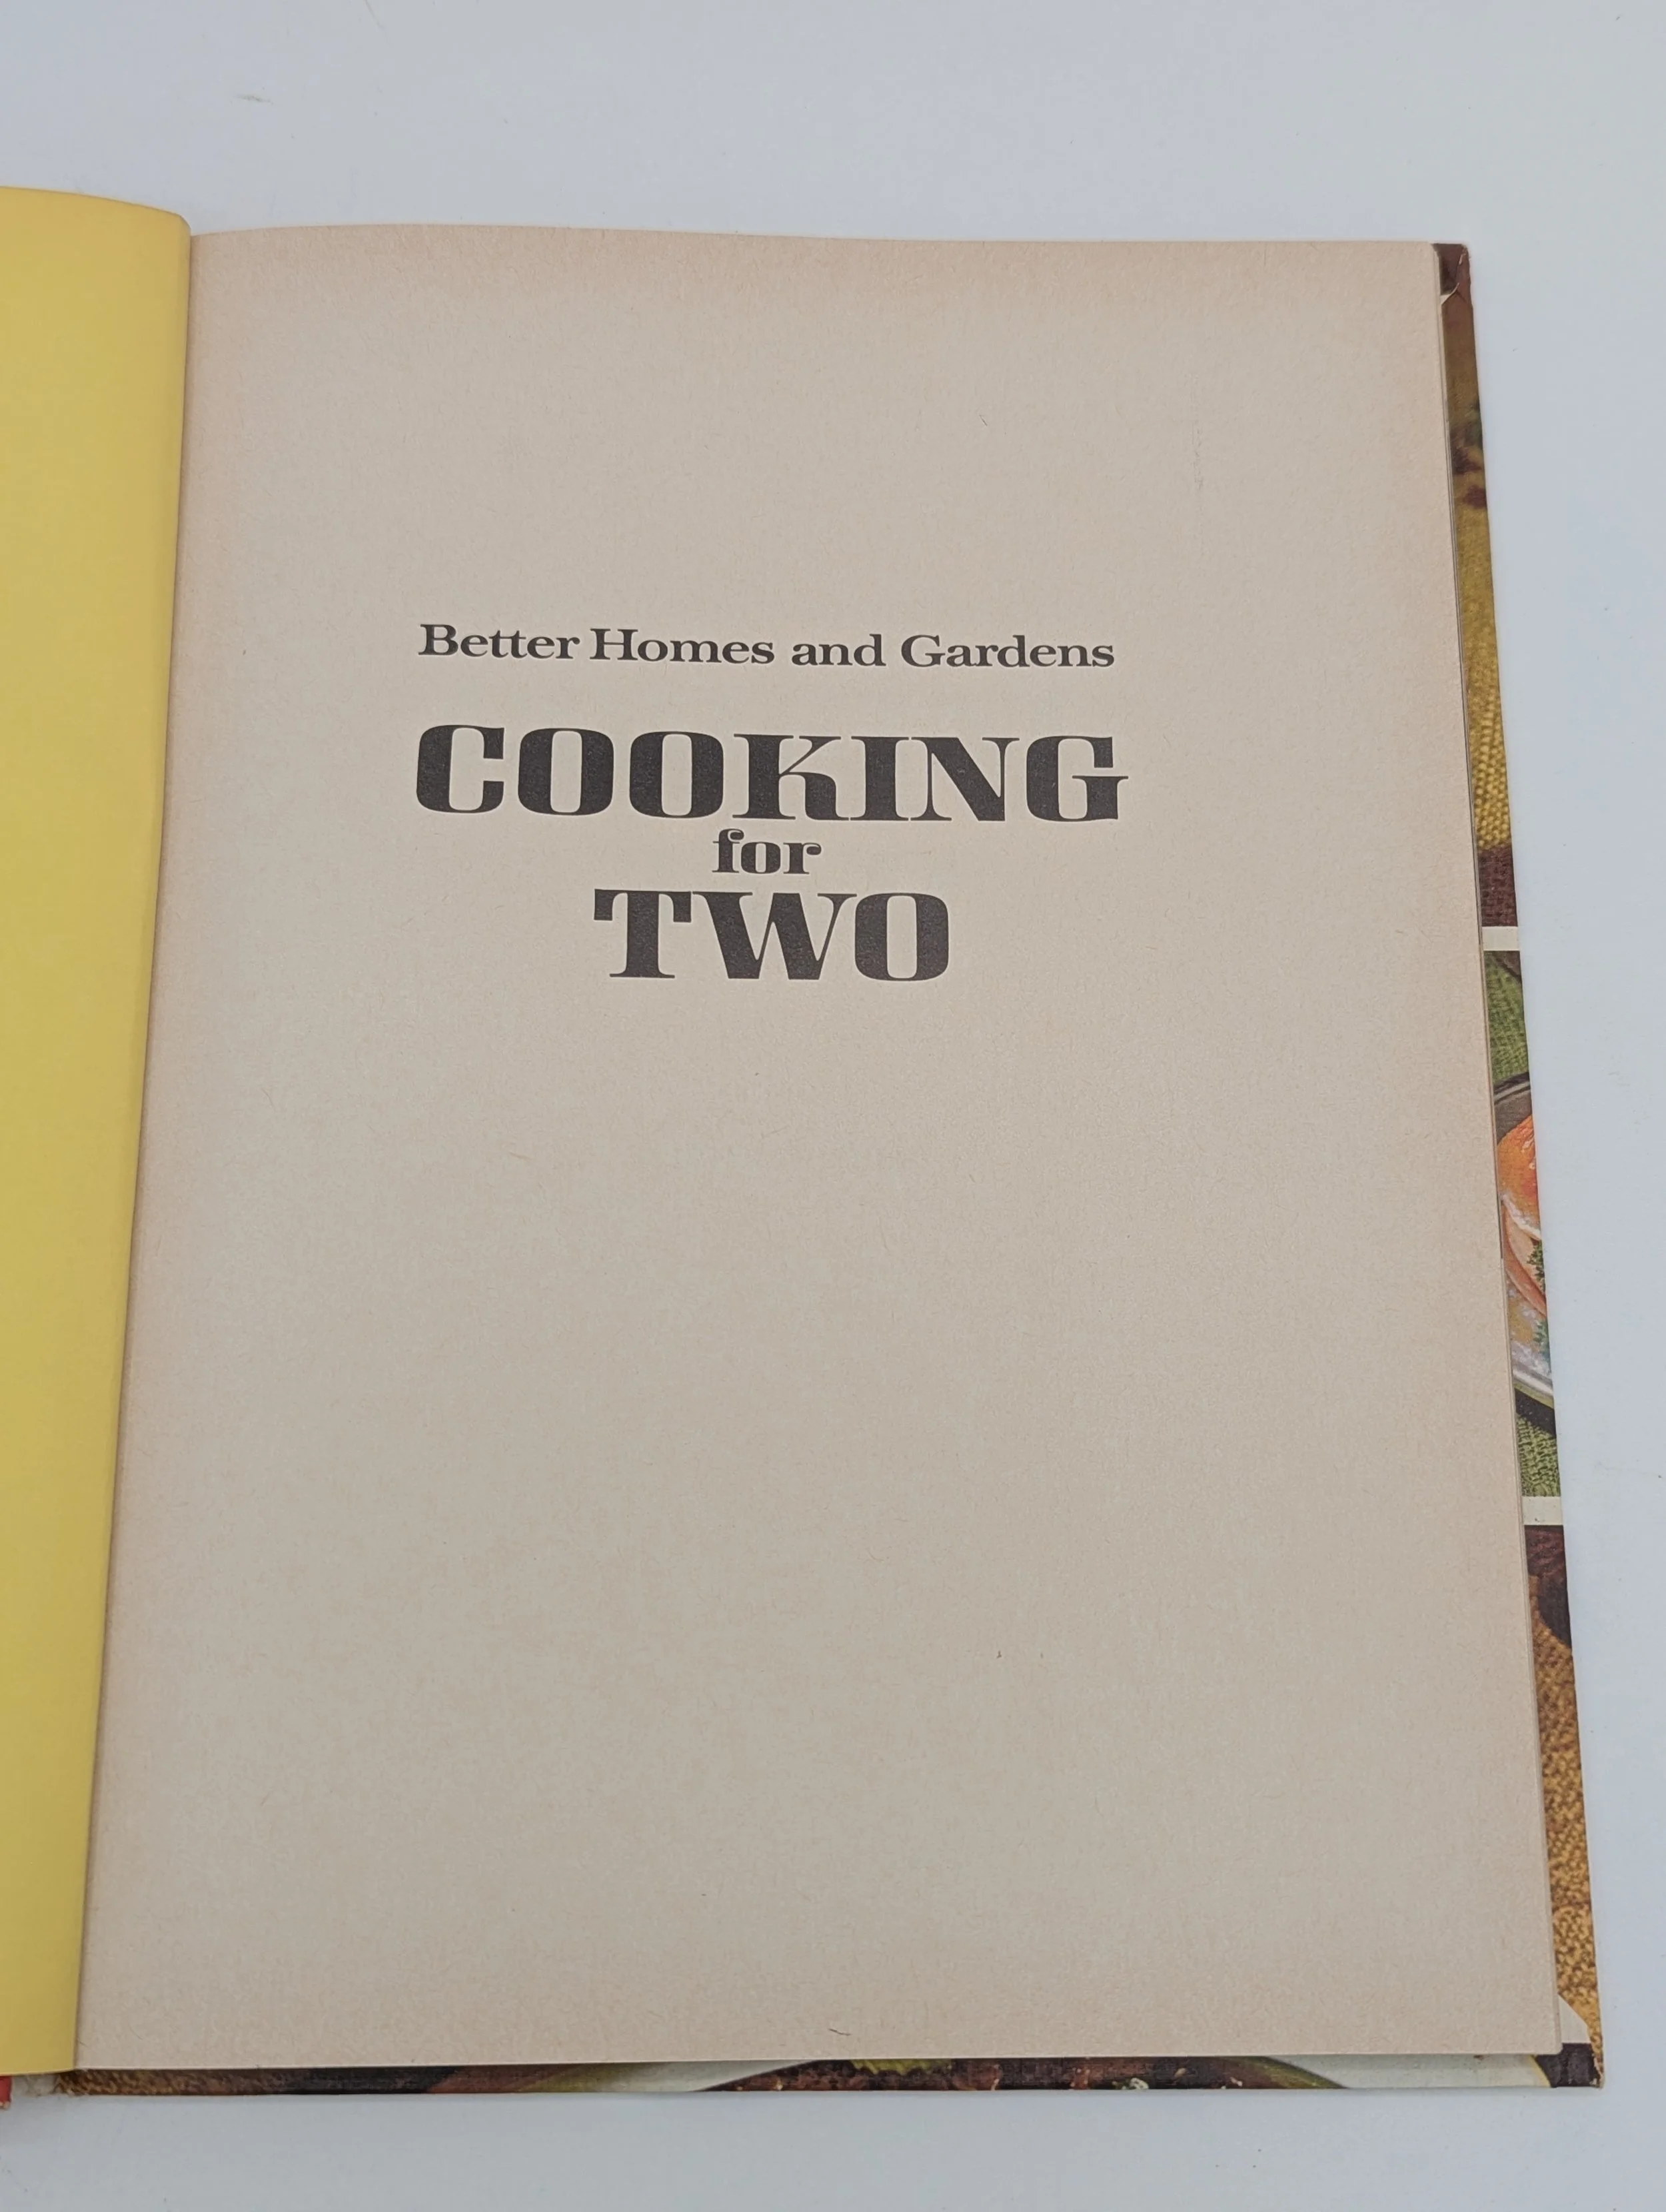 Better Homes and Gardens
COOKING
for
TWO